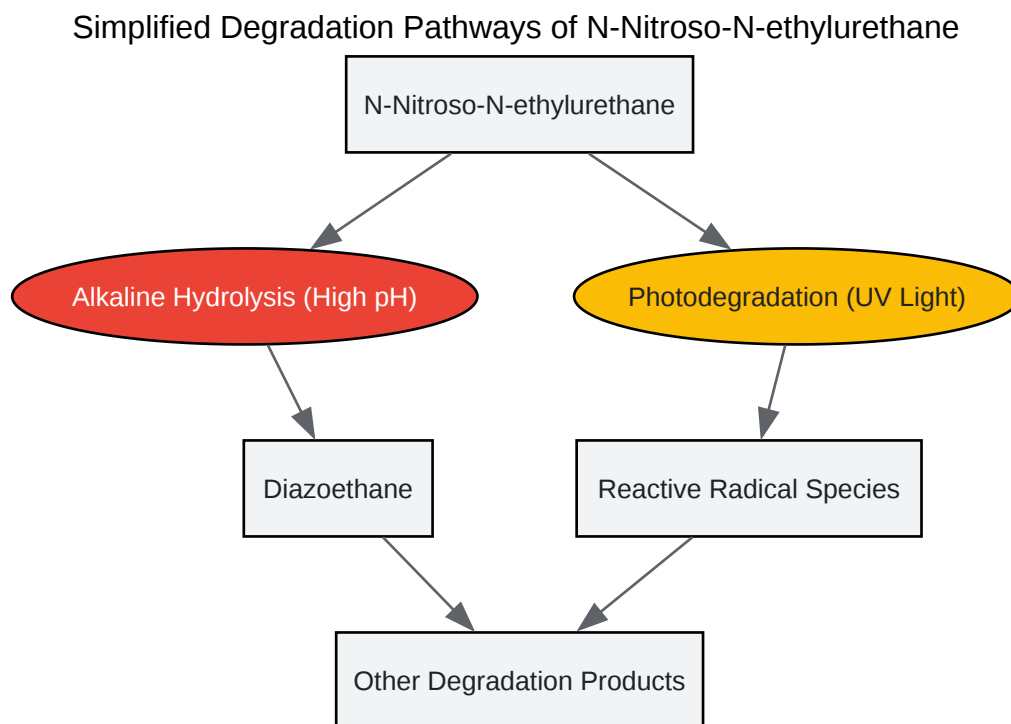 Simplified Degradation Pathways of N-Nitroso-N-ethylurethane
N-Nitroso-N-ethylurethane
Alkaline Hydrolysis (High pH)
Photodegradation (UV Light)
Diazoethane
Reactive Radical Species
Other Degradation Products